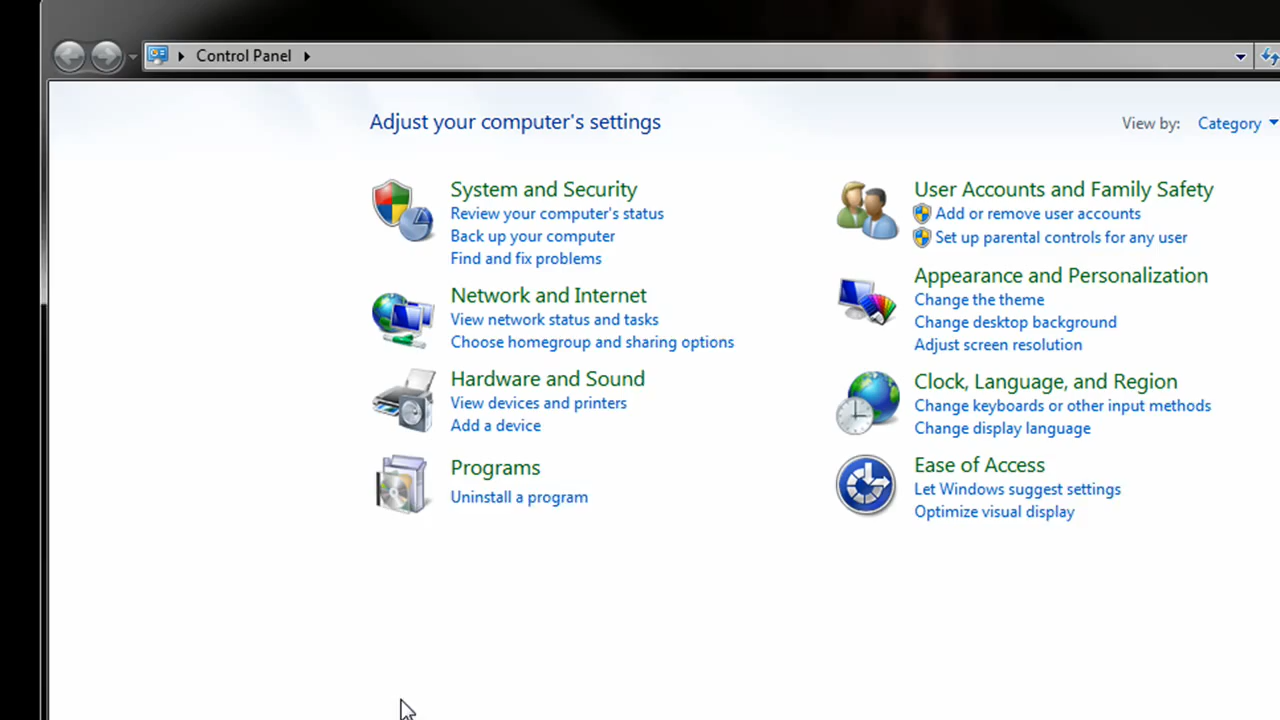 Control Panel
Adjust your computer's settings
View by: Category
System and Security
Review your computer's status
Back up your computer
Find and fix problems
Network and Internet
View network status and tasks
Choose homegroup and sharing options
Hardware and Sound
View devices and printers
Add a device
Programs
Uninstall a program
User Accounts and Family Safety
Add or remove user accounts
Set up parental controls for any user
Appearance and Personalization
Change the theme
Change desktop background
Adjust screen resolution
Clock, Language, and Region
Change keyboards or other input methods
Change display language
Ease of Access
Let Windows suggest settings
Optimize visual display